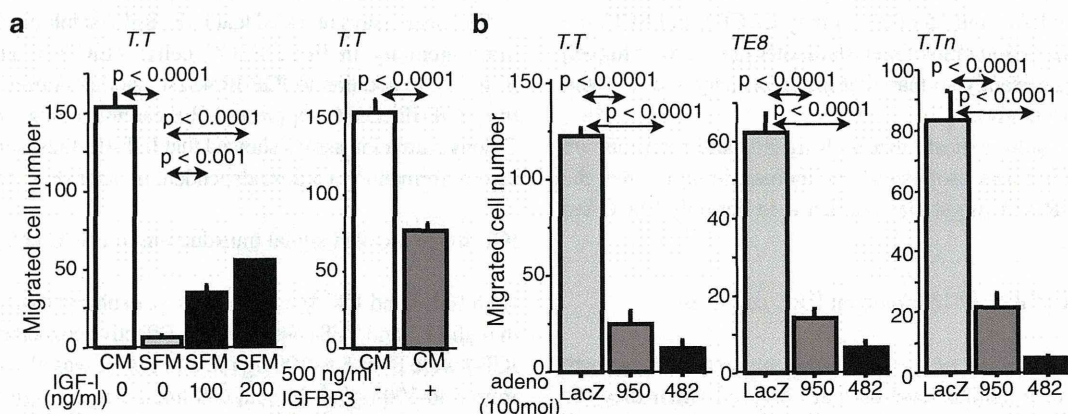 a
T.T
p < 0.0001
p < 0.0001
p < 0.001
Migrated cell number
150
100
50
0
CM SFM SFM SFM
IGF-I
(ng/ml)
0 0 100 200
T.T
p < 0.0001
150
100
50
0
CM CM
500 ng/ml
IGFBP3 - +
b
T.T
p < 0.0001
p < 0.0001
Migrated cell number
150
100
50
0
adeno
(100moi)
LacZ 950 482
TE8
p < 0.0001
p < 0.0001
60
40
20
0
LacZ 950 482
T.Tn
p < 0.0001
p < 0.0001
100
80
60
40
20
0
LacZ 950 482